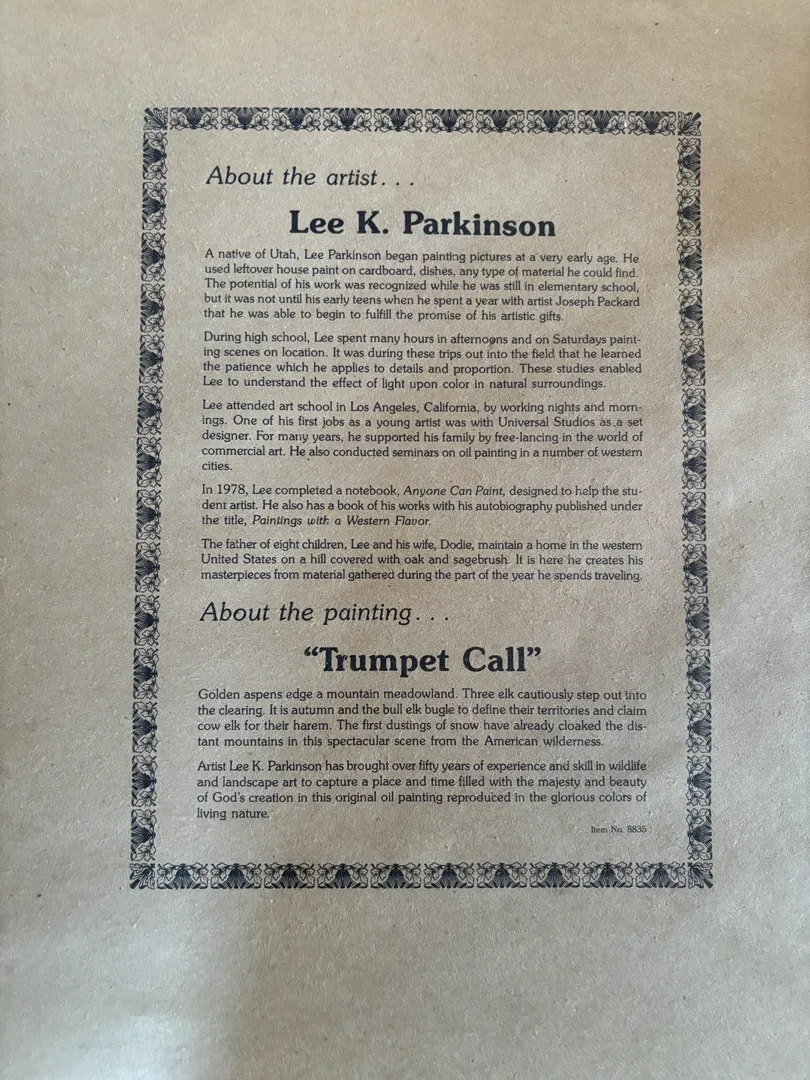 About the artist. . .
Lee K. Parkinson
A native of Utah, Lee Parkinson began painting pictures at a very early age. He
used leftover house paint on cardboard, dishes, any type of material he could find.
The potential of his work was recognized while he was still in elementary school,
but it was not until his early teens when he spent a year with artist Joseph Packard
that he was able to begin to fulfill the promise of his artistic gifts.
During high school, Lee spent many hours in afternoons and on Saturdays paint-
ing scenes on location. It was during these trips out into the field that he learned
the patience which he applies to details and proportion. These studies enabled
Lee to understand the effect of light upon color in natural surroundings.
Lee attended art school in Los Angeles, California, by working nights and morn-
ings. One of his first jobs as a young artist was with Universal Studios as a set
designer. For many years, he supported his family by free-lancing in the world of
commercial art. He also conducted seminars on oil painting in a number of western
cities.
In 1978, Lee completed a notebook, Anyone Can Paint, designed to help the stu-
dent artist. He also has a book of his works with his autobiography published under
the title, Paintings with a Western Flavor.
The father of eight children, Lee and his wife, Dodie, maintain a home in the western
United States on a hill covered with oak and sagebrush. It is here he creates his
masterpieces from material gathered during the part of the year he spends traveling.
About the painting. . .
“Trumpet Call”
Golden aspens edge a mountain meadowland. Three elk cautiously step out into
the clearing. It is autumn and the bull elk bugle to define their territories and claim
cow elk for their harem. The first dustings of snow have already cloaked the dis-
tant mountains in this spectacular scene from the American wilderness.
Artist Lee K. Parkinson has brought over fifty years of experience and skill in wildlife
and landscape art to capture a place and time filled with the majesty and beauty
of God's creation in this original oil painting reproduced in the glorious colors of
living nature.
Item No. 8835